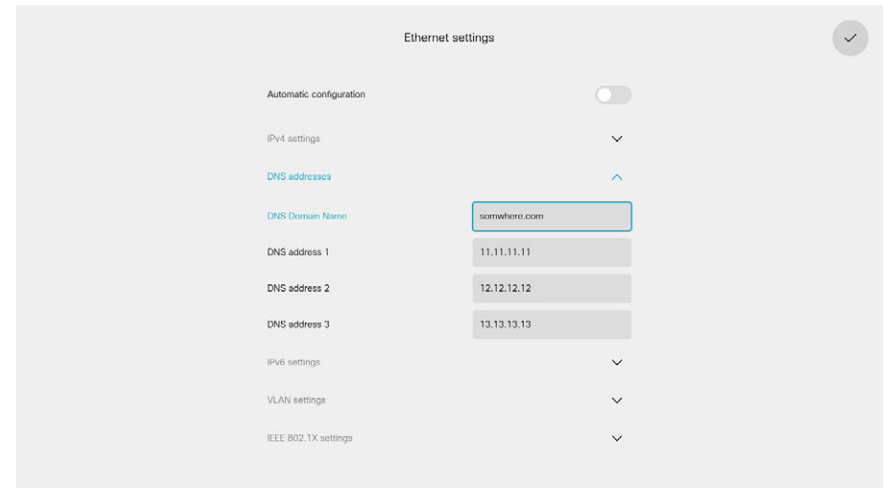 Ethernet settings
Automatic configuration
IPv4 settings
DNS addresses
DNS Domain Name somwhere.com
DNS address 1 11.11.11.11
DNS address 2 12.12.12.12
DNS address 3 13.13.13.13
IPv6 settings
VLAN settings
IEEE 802.1X settings